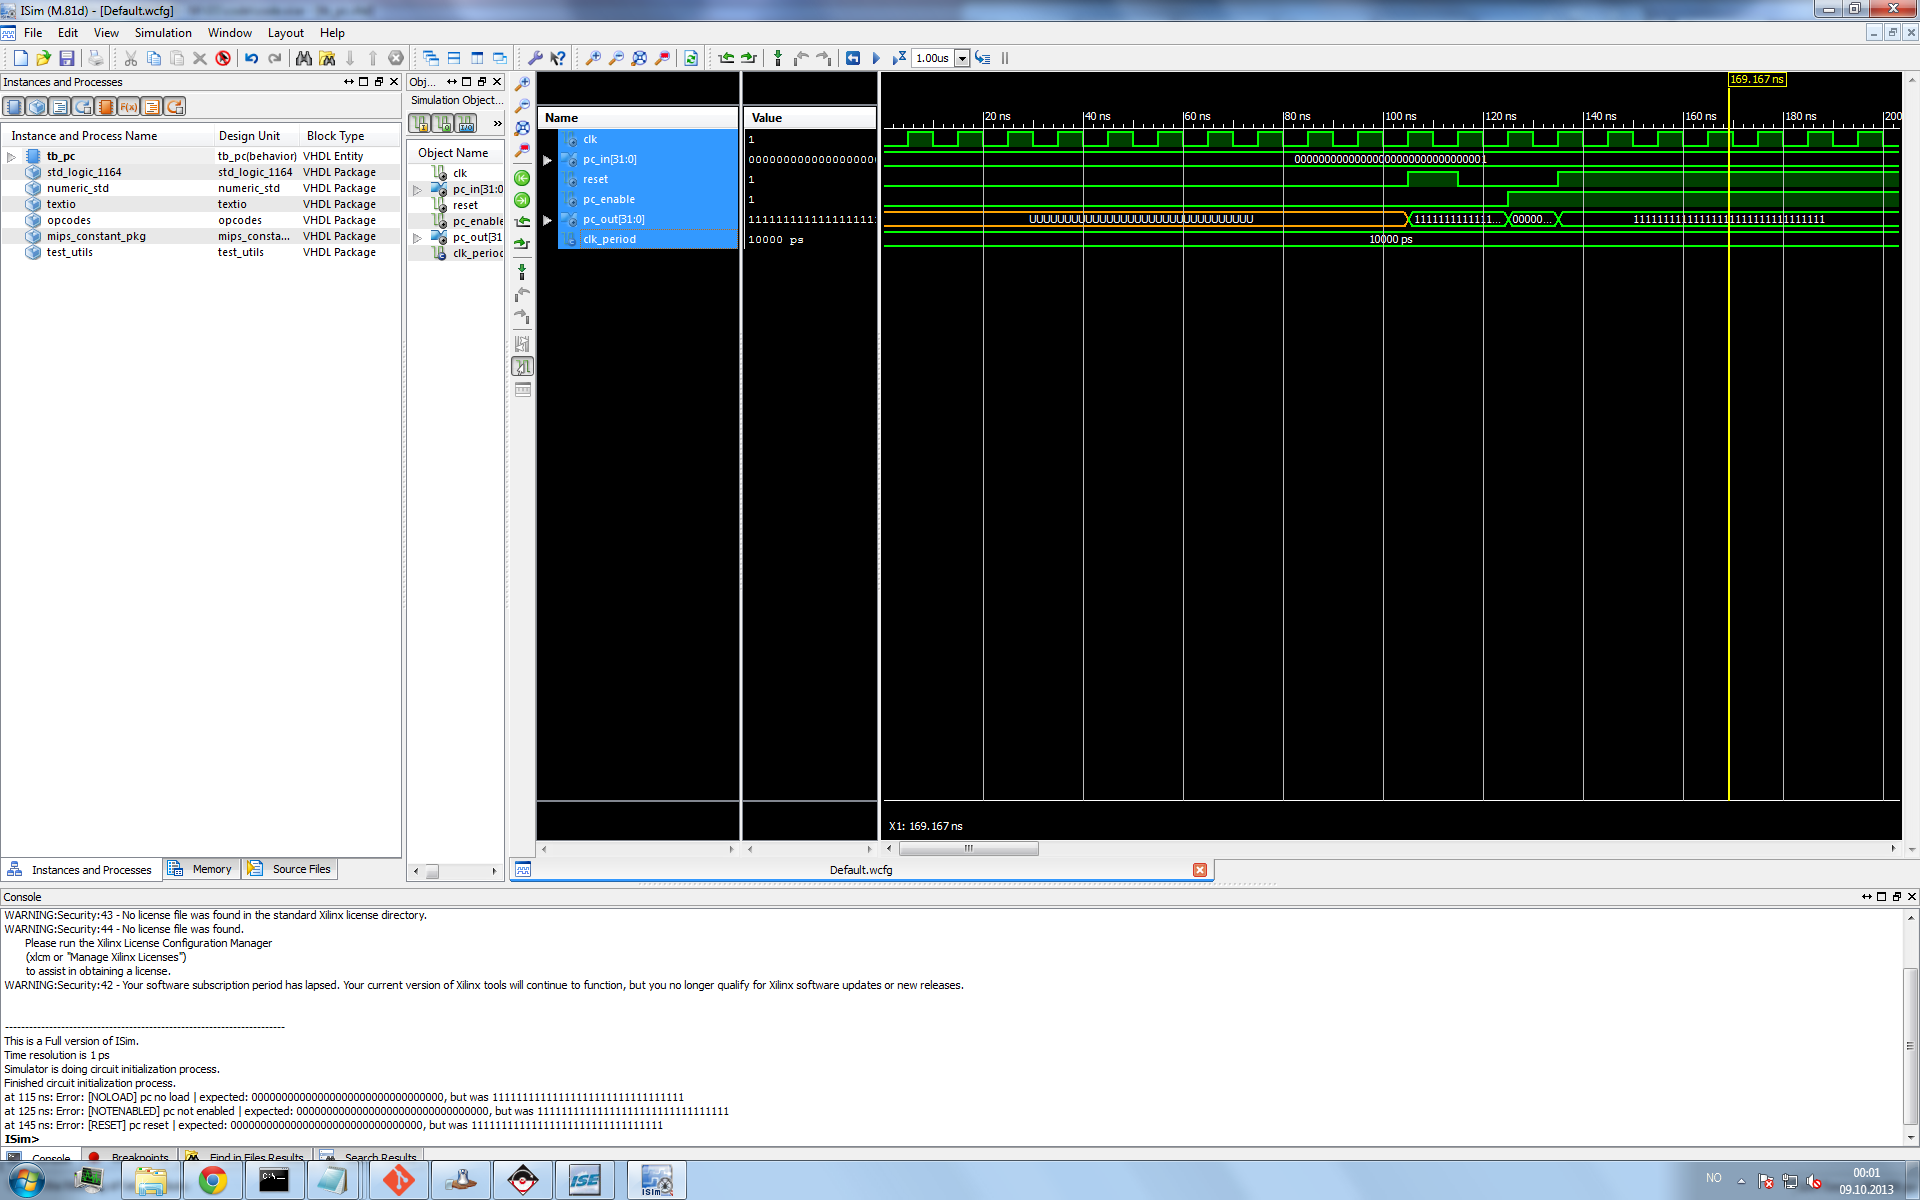 ISim (M.81d) - [Default.wcfg]
File Edit View Simulation Window Layout Help
1.00us
Instances and Processes
Instance and Process Name Design Unit Block Type
tb_pc tb_pc(behavior) VHDL Entity
std_logic_1164 std_logic_1164 VHDL Package
numeric_std numeric_std VHDL Package
textio textio VHDL Package
opcodes opcodes VHDL Package
mips_constant_pkg mips_consta... VHDL Package
test_utils test_utils VHDL Package
Instances and Processes Memory Source Files
Obj...
Simulation Object...
»
Object Name
clk
pc_in[31:0
reset
pc_enable
pc_out[31
clk_period
Name Value
clk 1
pc_in[31:0] 00000000000000000000
reset 1
pc_enable 1
pc_out[31:0] 11111111111111111111
clk_period 10000 ps
169.167 ns
20 ns 40 ns 60 ns 80 ns 100 ns 120 ns 140 ns 160 ns 180 ns 200
00000000000000000000000000000001
UUUUUUUUUUUUUUUUUUUUUUUUUUUUUUUU 1111111111111... 00000... 11111111111111111111111111111111
10000 ps
X1: 169.167 ns
Default.wcfg
Console
WARNING:Security:43 - No license file was found in the standard Xilinx license directory.
WARNING:Security:44 - No license file was found.
Please run the Xilinx License Configuration Manager
(xlcm or "Manage Xilinx Licenses")
to assist in obtaining a license.
WARNING:Security:42 - Your software subscription period has lapsed. Your current version of Xilinx tools will continue to function, but you no longer qualify for Xilinx software updates or new releases.
----------------------------------------------------------------------
This is a Full version of ISim.
Time resolution is 1 ps
Simulator is doing circuit initialization process.
Finished circuit initialization process.
at 115 ns: Error: [NOLOAD] pc no load | expected: 00000000000000000000000000000000, but was 11111111111111111111111111111111
at 125 ns: Error: [NOTENABLED] pc not enabled | expected: 00000000000000000000000000000000, but was 11111111111111111111111111111111
at 145 ns: Error: [RESET] pc reset | expected: 00000000000000000000000000000000, but was 11111111111111111111111111111111
ISim>
Console Breakpoints Find in Files Results Search Results
ISE
ISim
NO
00:01
09.10.2013